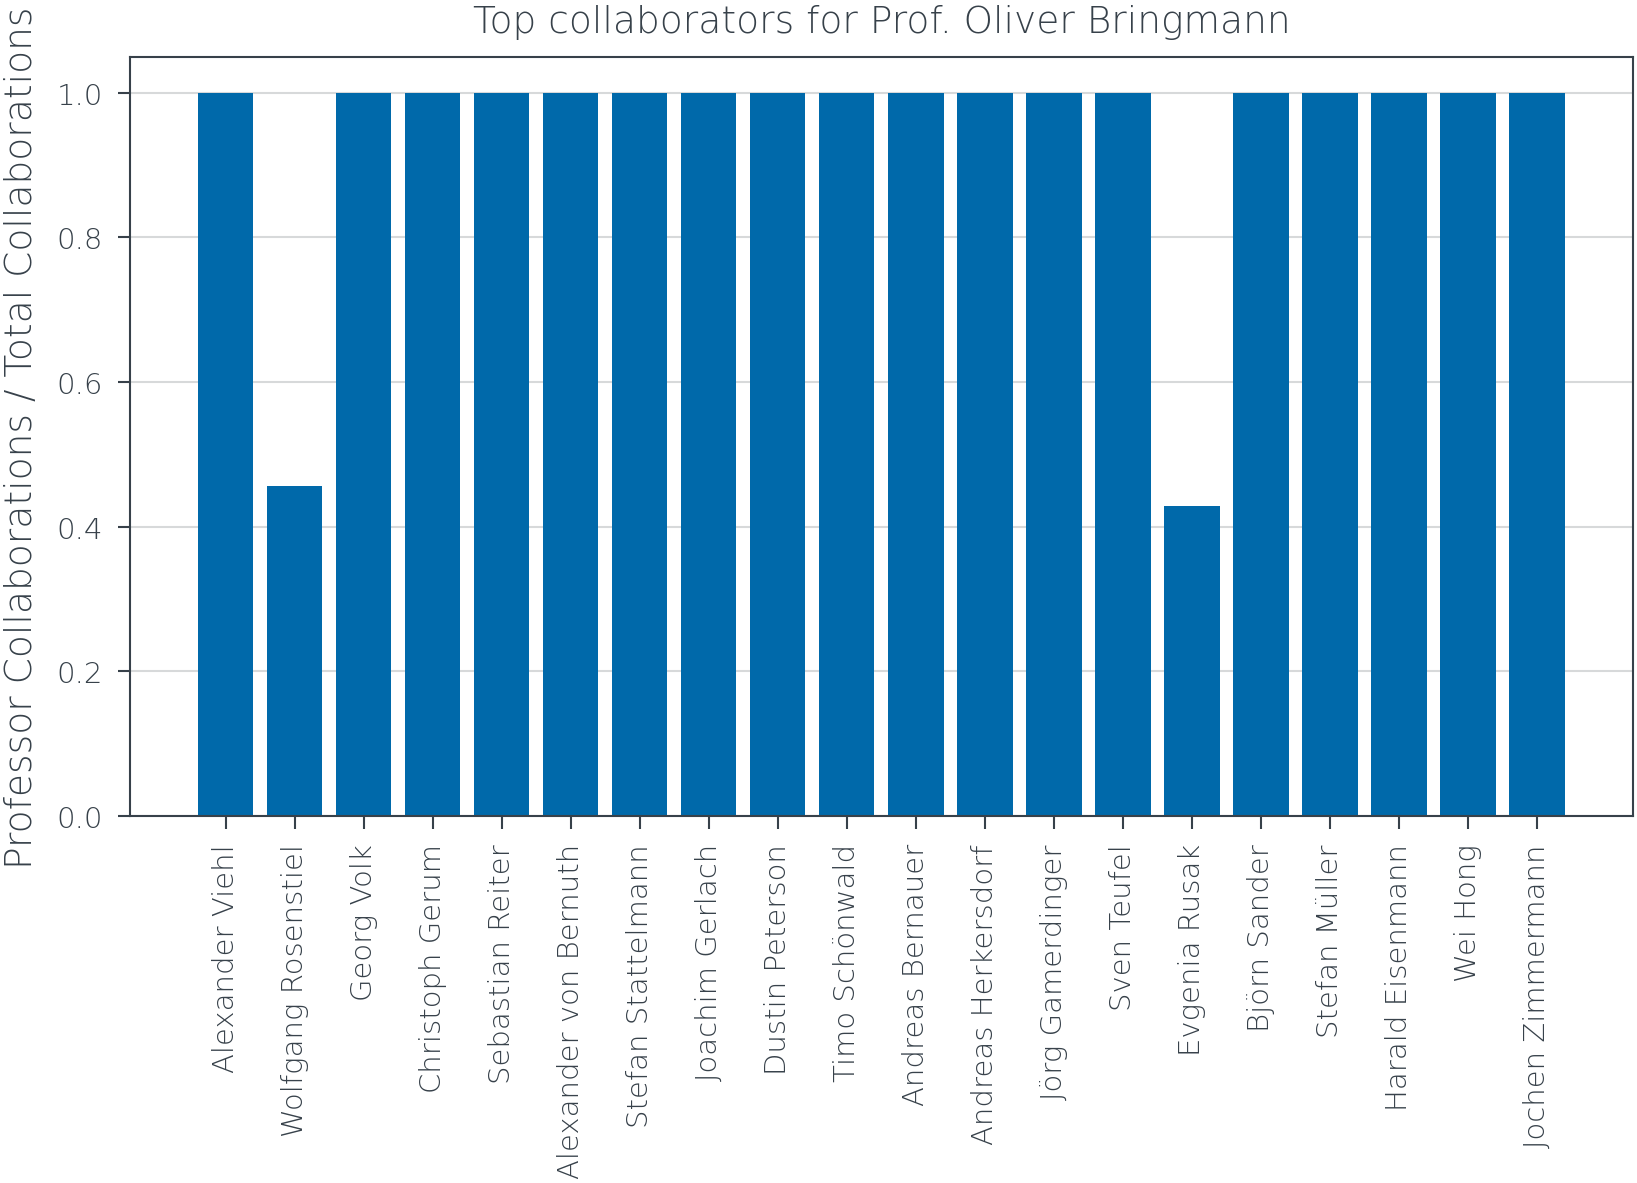 Top collaborators for Prof. Oliver Bringmann
Professor Collaborations / Total Collaborations
1.0
0.8
0.6
0.4
0.2
0.0
Alexander Viehl
Wolfgang Rosenstiel
Georg Volk
Christoph Gerum
Sebastian Reiter
Alexander von Bernuth
Stefan Stattelmann
Joachim Gerlach
Dustin Peterson
Timo Schönwald
Andreas Bernauer
Andreas Herkersdorf
Jörg Gamerdinger
Sven Teufel
Evgenia Rusak
Björn Sander
Stefan Müller
Harald Eisenmann
Wei Hong
Jochen Zimmermann